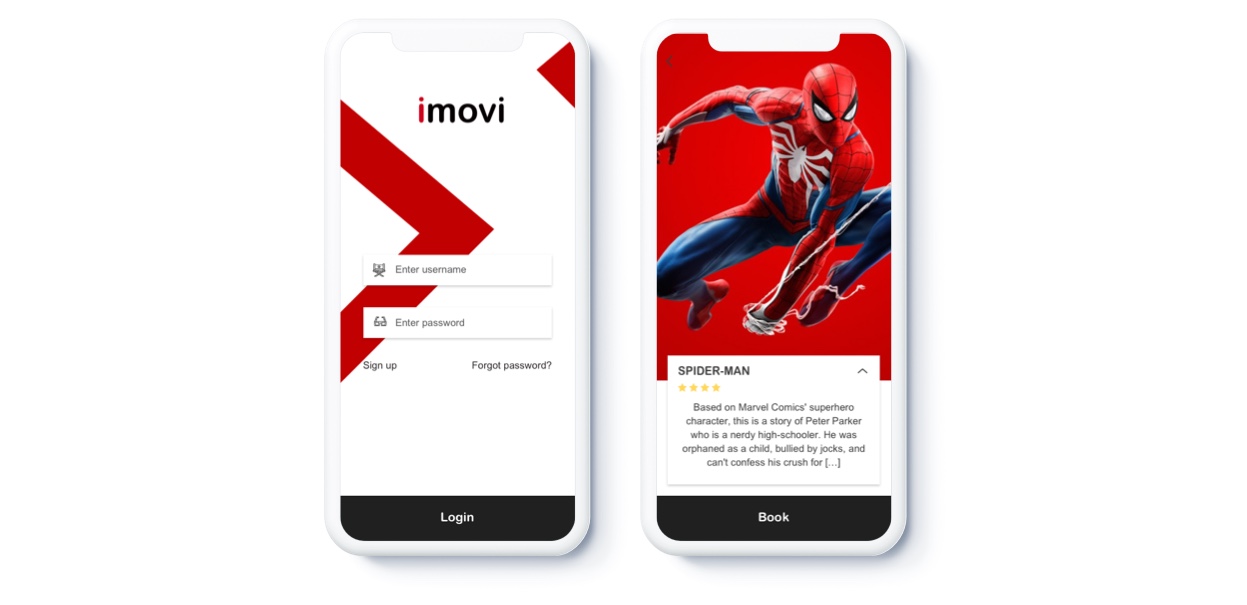 imovi
Enter username
Enter password
Sign up
Forgot password?
Login
SPIDER-MAN
Based on Marvel Comics' superhero
character, this is a story of Peter Parker
who is a nerdy high-schooler. He was
orphaned as a child, bullied by jocks, and
can't confess his crush for [...]
Book